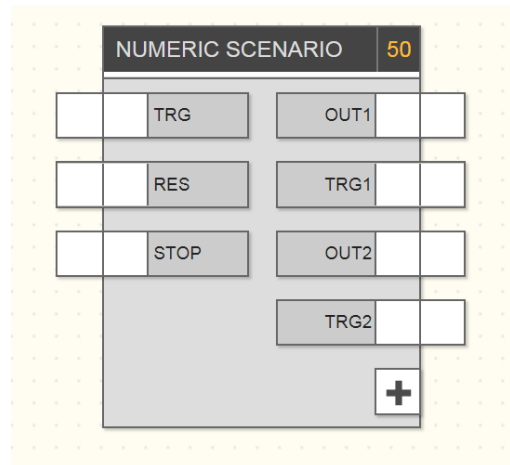 NUMERIC SCENARIO 50
TRG OUT1
RES TRG1
STOP OUT2
TRG2